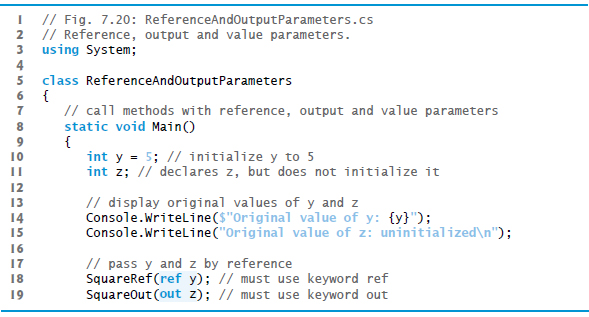 1 // Fig. 7.20: ReferenceAndOutputParameters.cs
2 // Reference, output and value parameters.
3 using System;
4
5 class ReferenceAndOutputParameters
6 {
7 // call methods with reference, output and value parameters
8 static void Main()
9 {
10 int y = 5; // initialize y to 5
11 int z; // declares z, but does not initialize it
12
13 // display original values of y and z
14 Console.WriteLine($"Original value of y: {y}");
15 Console.WriteLine("Original value of z: uninitialized\n");
16
17 // pass y and z by reference
18 SquareRef(ref y); // must use keyword ref
19 SquareOut(out z); // must use keyword out